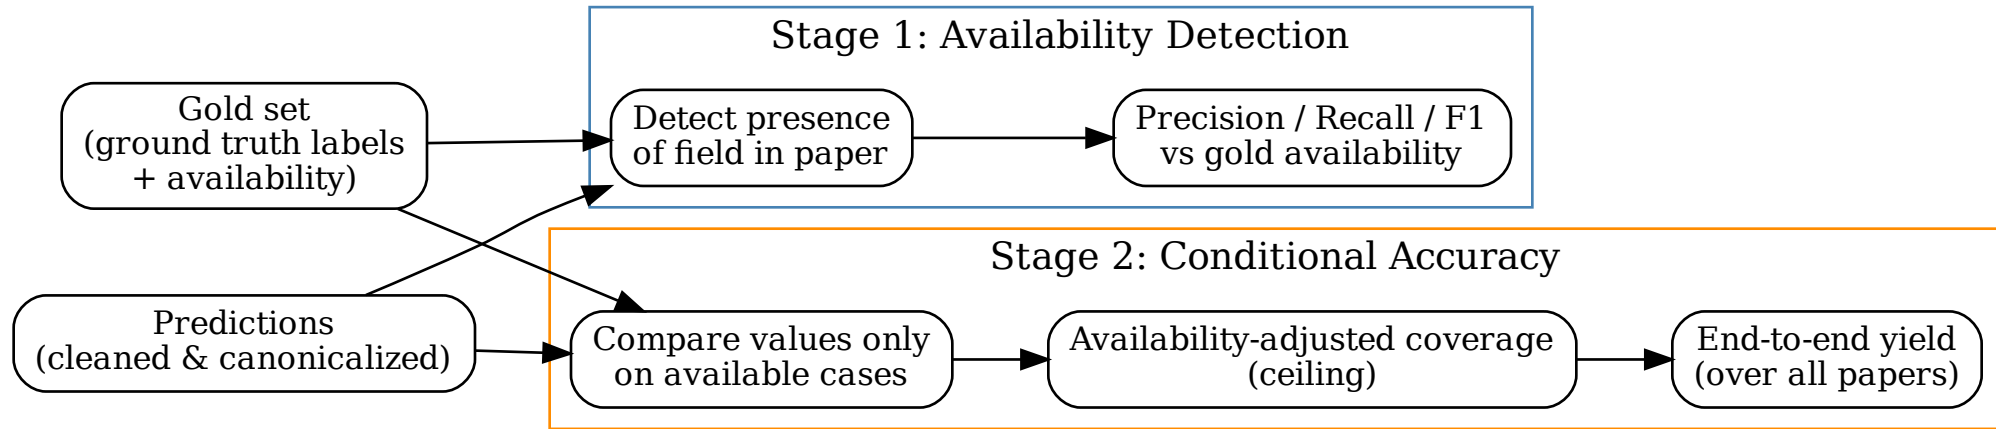 Stage 1: Availability Detection
Gold set
(ground truth labels
+ availability)
Detect presence
of field in paper
Precision / Recall / F1
vs gold availability
Stage 2: Conditional Accuracy
Predictions
(cleaned & canonicalized)
Compare values only
on available cases
Availability-adjusted coverage
(ceiling)
End-to-end yield
(over all papers)